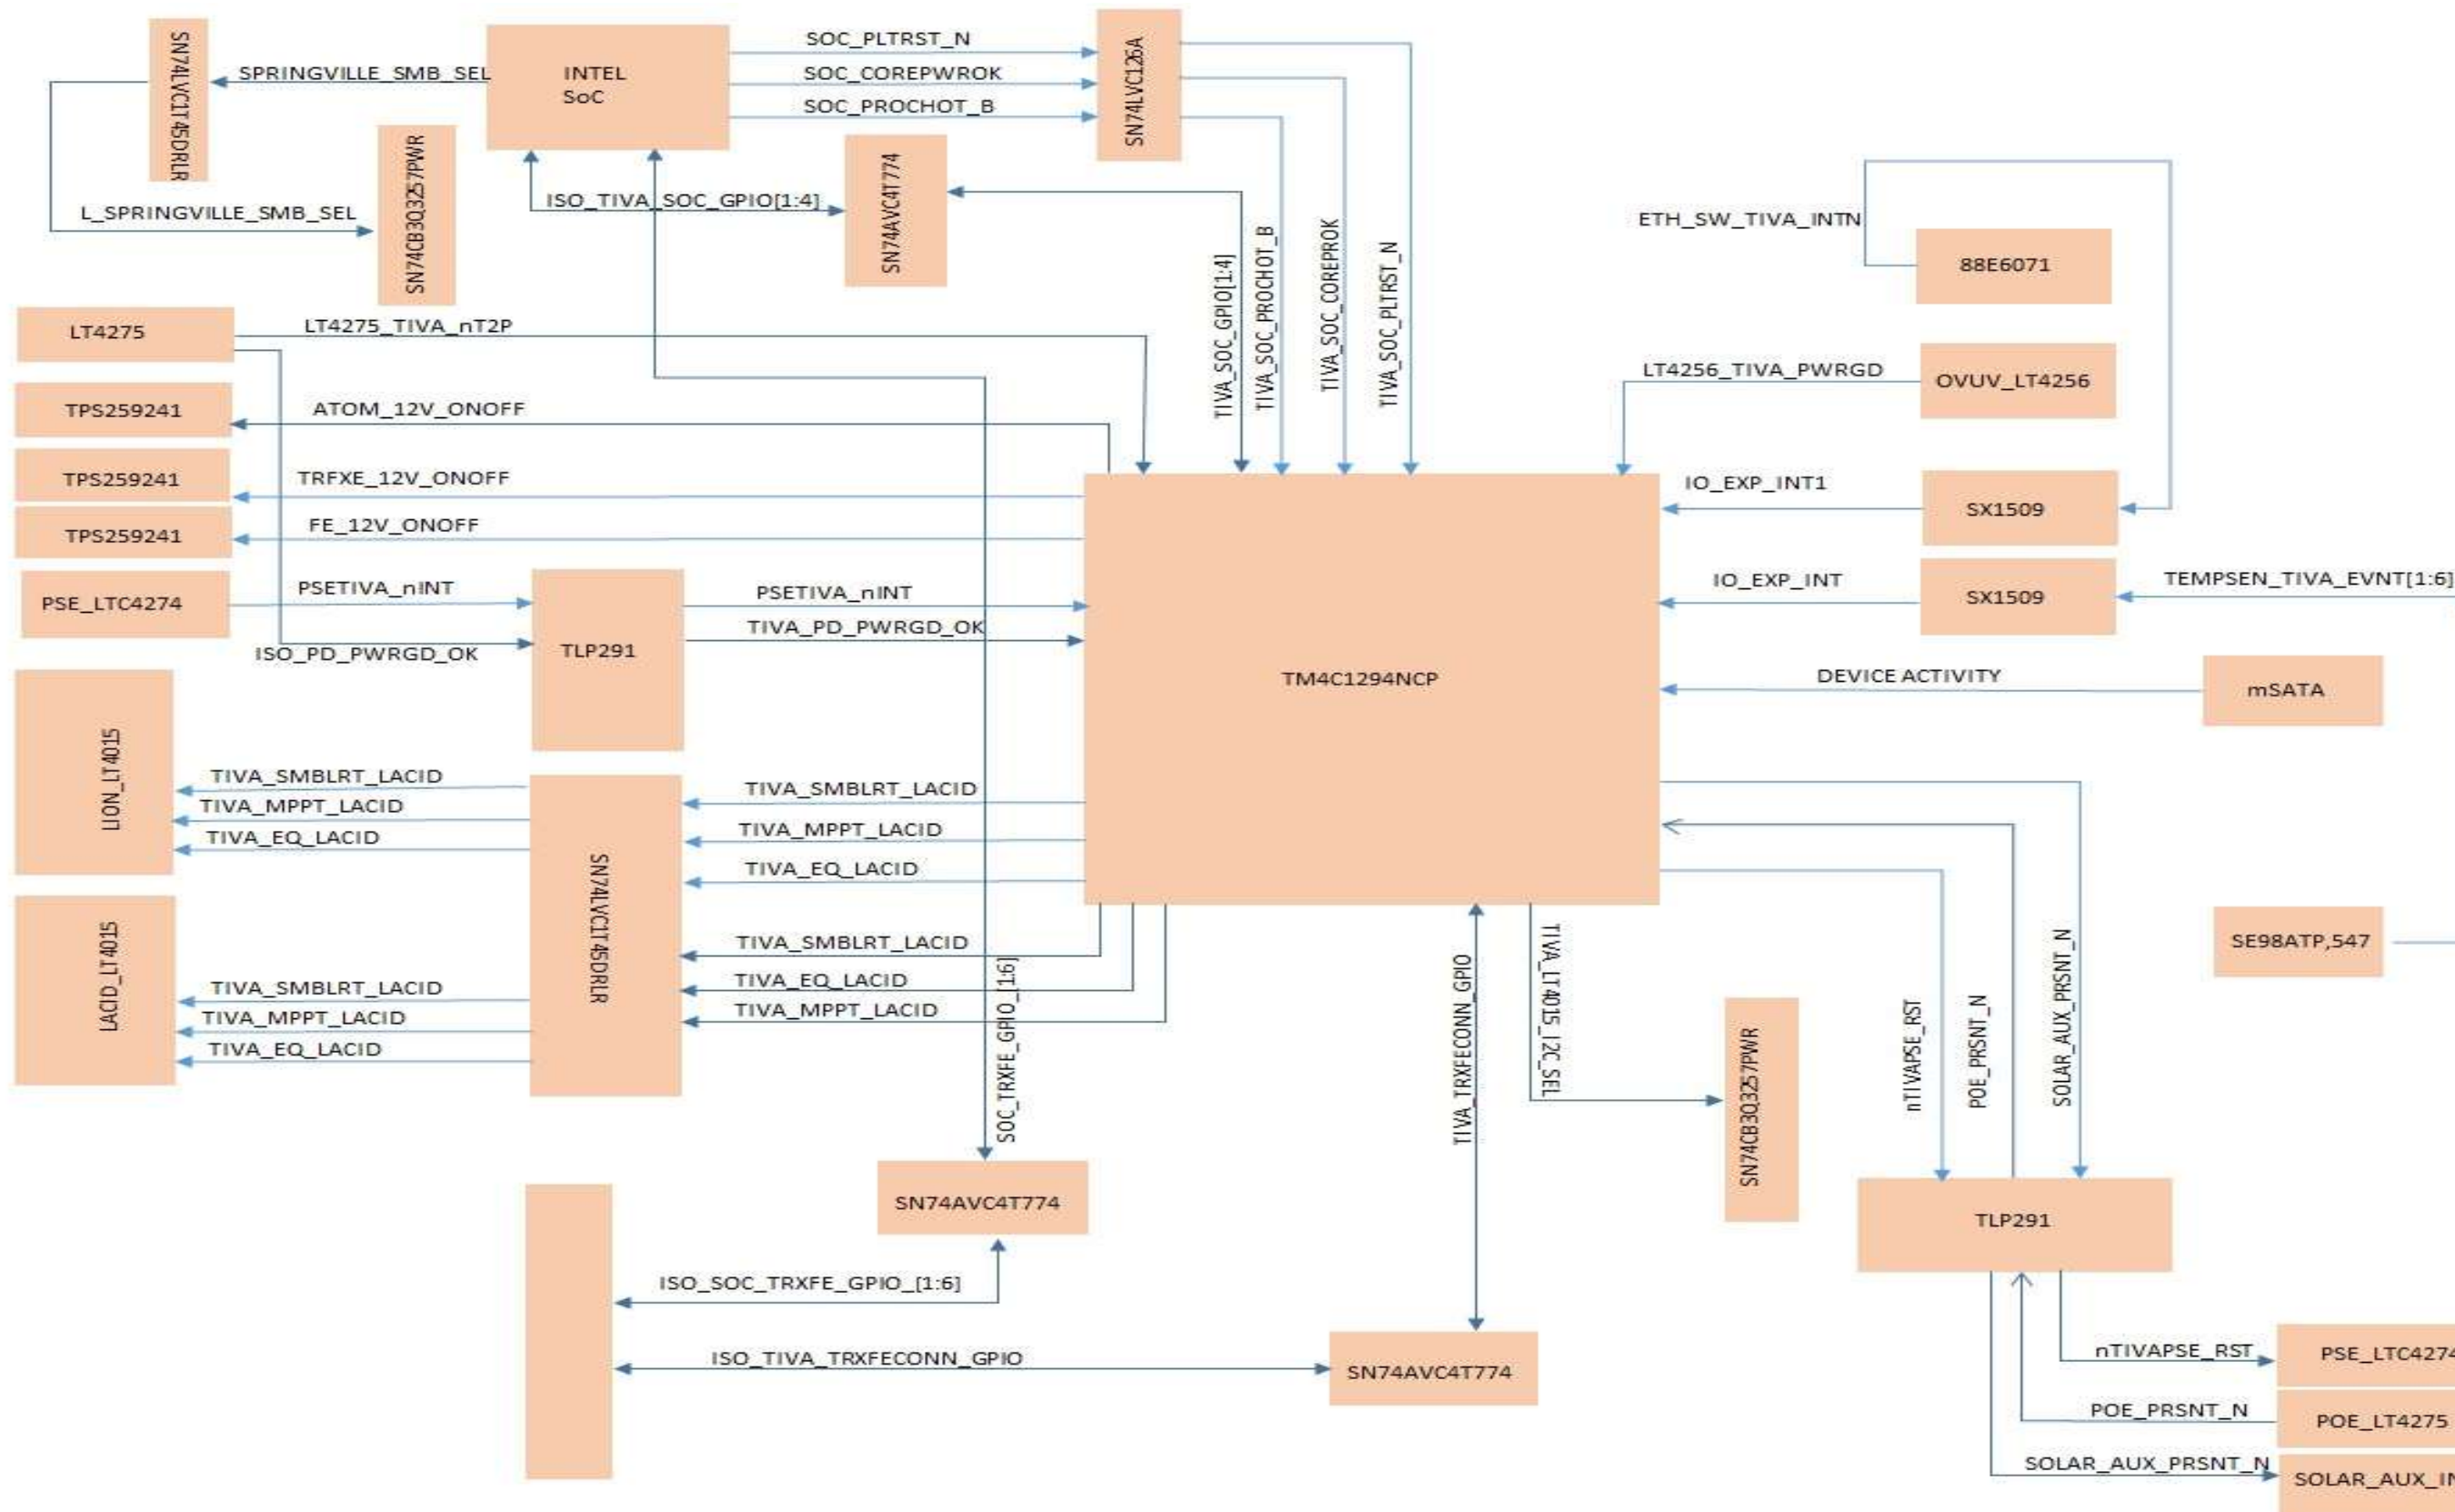 SN74LVC1T45DRLR
SPRINGVILLE_SMB_SEL
INTEL
SoC
SOC_PLTRST_N
SOC_COREPWROK
SOC_PROCHOT_B
SN74LVC126A
SN74CB3Q3257PWR
L_SPRINGVILLE_SMB_SEL
ISO_TIVA_SOC_GPIO[1:4]
SN74AVC4T774
TIVA_SOC_GPIO[1:4]
TIVA_SOC_PROCHOT_B
TIVA_SOC_COREPROK
TIVA_SOC_PLTRST_N
ETH_SW_TIVA_INTN
88E6071
LT4275
LT4275_TIVA_nT2P
LT4256_TIVA_PWRGD
OVUV_LT4256
TPS259241
ATOM_12V_ONOFF
TPS259241
TRFXE_12V_ONOFF
IO_EXP_INT1
SX1509
TPS259241
FE_12V_ONOFF
PSE_LTC4274
PSETIVA_nINT
PSETIVA_nINT
IO_EXP_INT
SX1509
TEMPSEN_TIVA_EVNT[1:6]
ISO_PD_PWRGD_OK
TLP291
TIVA_PD_PWRGD_OK
TM4C1294NCP
DEVICE ACTIVITY
mSATA
LION_LT4015
TIVA_SMBLRT_LACID
TIVA_MPPT_LACID
TIVA_EQ_LACID
SN74LVC1T45DRLR
TIVA_SMBLRT_LACID
TIVA_MPPT_LACID
TIVA_EQ_LACID
LACID_LT4015
TIVA_SMBLRT_LACID
TIVA_MPPT_LACID
TIVA_EQ_LACID
TIVA_SMBLRT_LACID
TIVA_EQ_LACID
TIVA_MPPT_LACID
SOC_TRXFE_GPIO_[1:6]
TIVA_TRXFECONN_GPIO
TIVA_LT4015_I2C_SEL
SN74CB3Q3257PWR
nTIVAPSE_RST
POE_PRSNT_N
SOLAR_AUX_PRSNT_N
SE98ATP,547
SN74AVC4T774
TLP291
ISO_SOC_TRXFE_GPIO_[1:6]
ISO_TIVA_TRXFECONN_GPIO
SN74AVC4T774
nTIVAPSE_RST
PSE_LTC4274
POE_PRSNT_N
POE_LT4275
SOLAR_AUX_PRSNT_N
SOLAR_AUX_IN